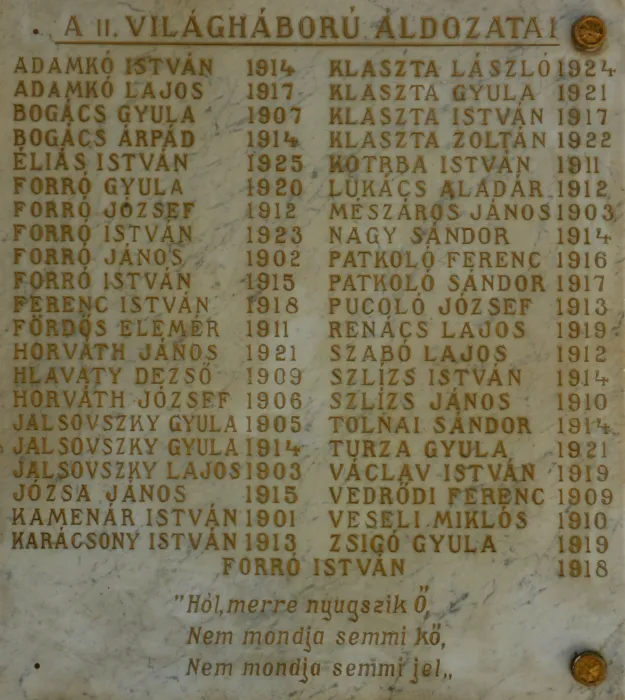 A II. VILÁGHÁBORÚ ÁLDOZATAI
ADAMKÓ ISTVÁN 1914
ADAMKÓ LAJOS 1917
BOGÁCS GYULA 1907
BOGÁCS ÁRPÁD 1914
ÉLIÁS ISTVÁN 1925
FORRÓ GYULA 1920
FORRÓ JÓZSEF 1912
FORRÓ ISTVÁN 1923
FORRÓ JÁNOS 1902
FORRÓ ISTVÁN 1915
FERENC ISTVÁN 1918
FÖRDŐS ELEMÉR 1911
HORVÁTH JÁNOS 1921
HLAVATY DEZSŐ 1909
HORVÁTH JÓZSEF 1906
JALSOVSZKY GYULA 1905
JALSOVSZKY GYULA 1914
JALSOVSZKY LAJOS 1903
JÓZSA JÁNOS 1915
KAMENÁR ISTVÁN 1901
KARÁCSONY ISTVÁN 1913
KLASZTA LÁSZLÓ 1924
KLASZTA GYULA 1921
KLASZTA ISTVÁN 1917
KLASZTA ZOLTÁN 1922
KOTRBA ISTVÁN 1911
LUKÁCS ALADÁR 1912
MÉSZÁROS JÁNOS 1903
NAGY SÁNDOR 1914
PATKOLÓ FERENC 1916
PATKOLÓ SÁNDOR 1917
PUCOLÓ JÓZSEF 1913
RENÁCS LAJOS 1919
SZABÓ LAJOS 1912
SZLÍZS ISTVÁN 1914
SZLÍZS JÁNOS 1910
TOLNAI SÁNDOR 1914
TURZA GYULA 1921
VÁCLAV ISTVÁN 1919
VEDRŐDI FERENC 1909
VESELI MIKLÓS 1910
ZSIGÓ GYULA 1919
FORRÓ ISTVÁN 1918
"Hól, merre nyugszik Ő,
Nem mondja semmi kő,
Nem mondja semmi jel„